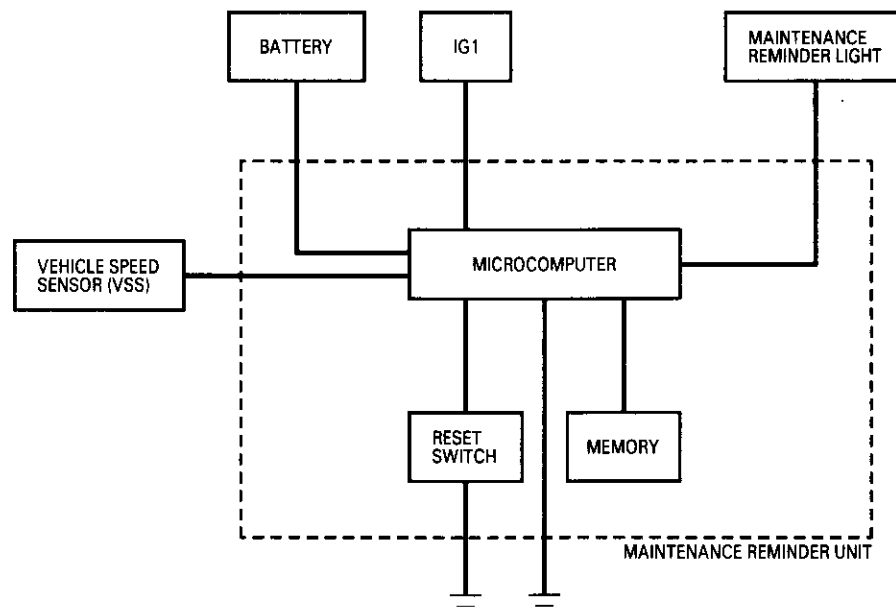 BATTERY
IG1
MAINTENANCE
REMINDER LIGHT
VEHICLE SPEED
SENSOR (VSS)
MICROCOMPUTER
RESET
SWITCH
MEMORY
MAINTENANCE REMINDER UNIT